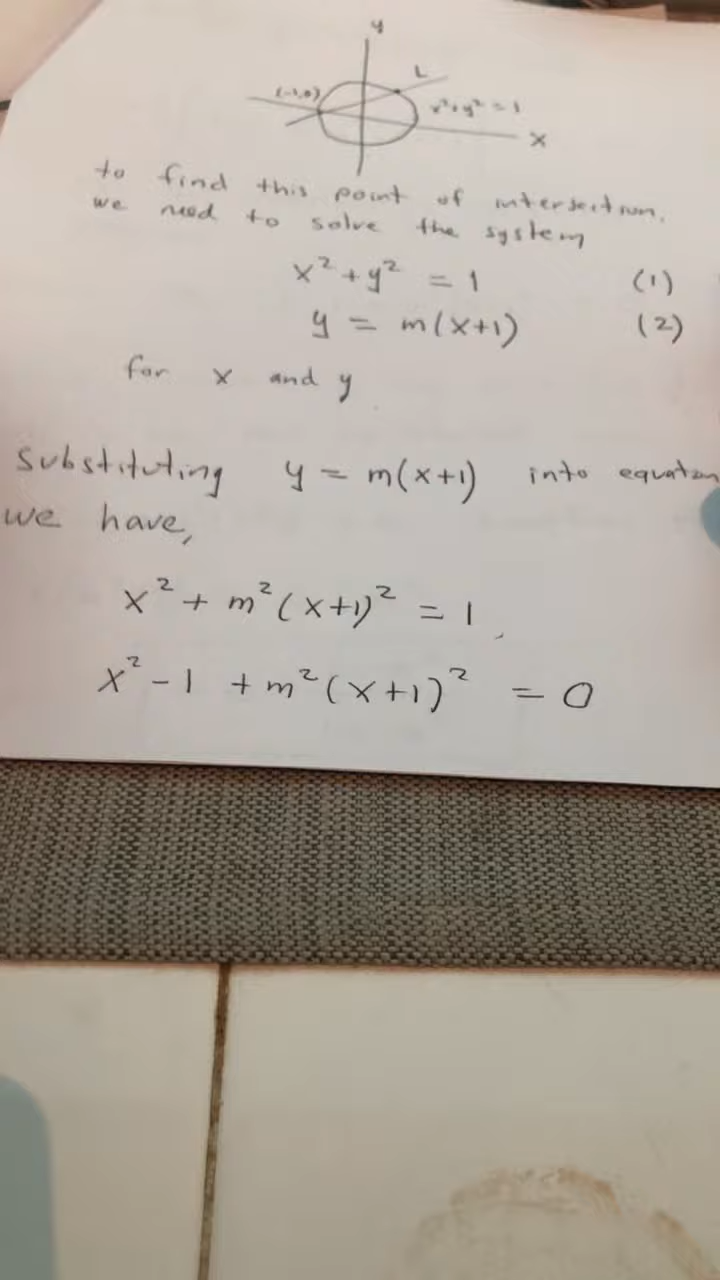 y
L
(-1,0)
x² + y² = 1
x
to find this point of intersection.
we need to solve the system
x² + y² = 1 (1)
y = m(x+1) (2)
for x and y
Substituting y = m(x+1) into equation
we have,
x² + m²(x+1)² = 1,
x² - 1 + m²(x+1)² = 0